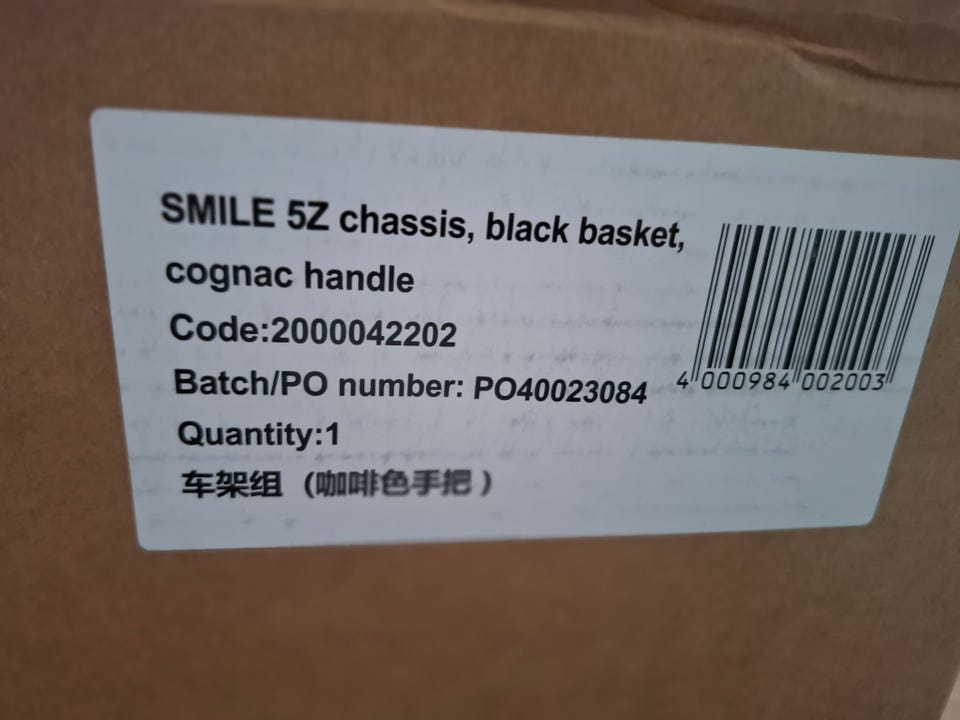 SMILE 5Z chassis, black basket,
cognac handle
Code:2000042202
Batch/PO number: PO40023084
Quantity:1
车架组（咖啡色手把）
4 000984 002003